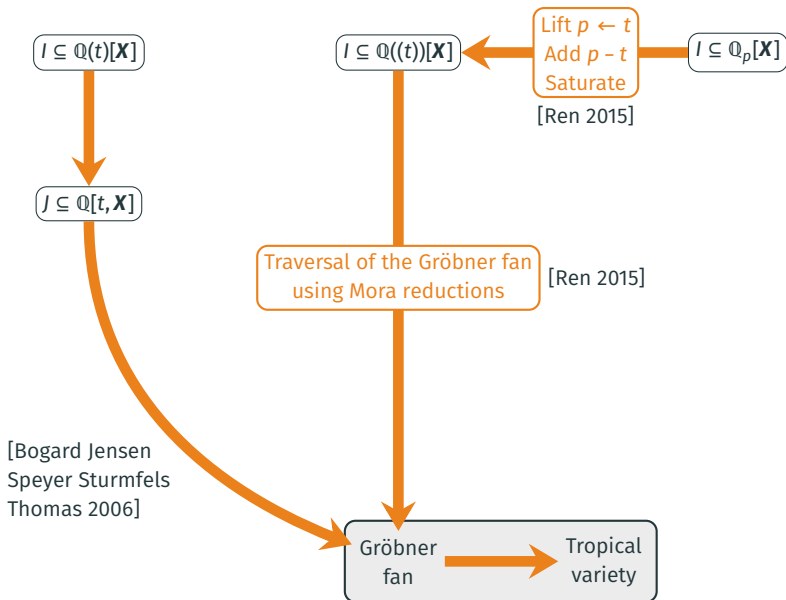 I ⊆ ℚ(t)[X]
I ⊆ ℚ((t))[X]
Lift p ← t
Add p - t
Saturate
I ⊆ ℚₚ[X]
[Ren 2015]
J ⊆ ℚ[t, X]
Traversal of the Gröbner fan
using Mora reductions
[Ren 2015]
[Bogard Jensen
Speyer Sturmfels
Thomas 2006]
Gröbner
fan
Tropical
variety